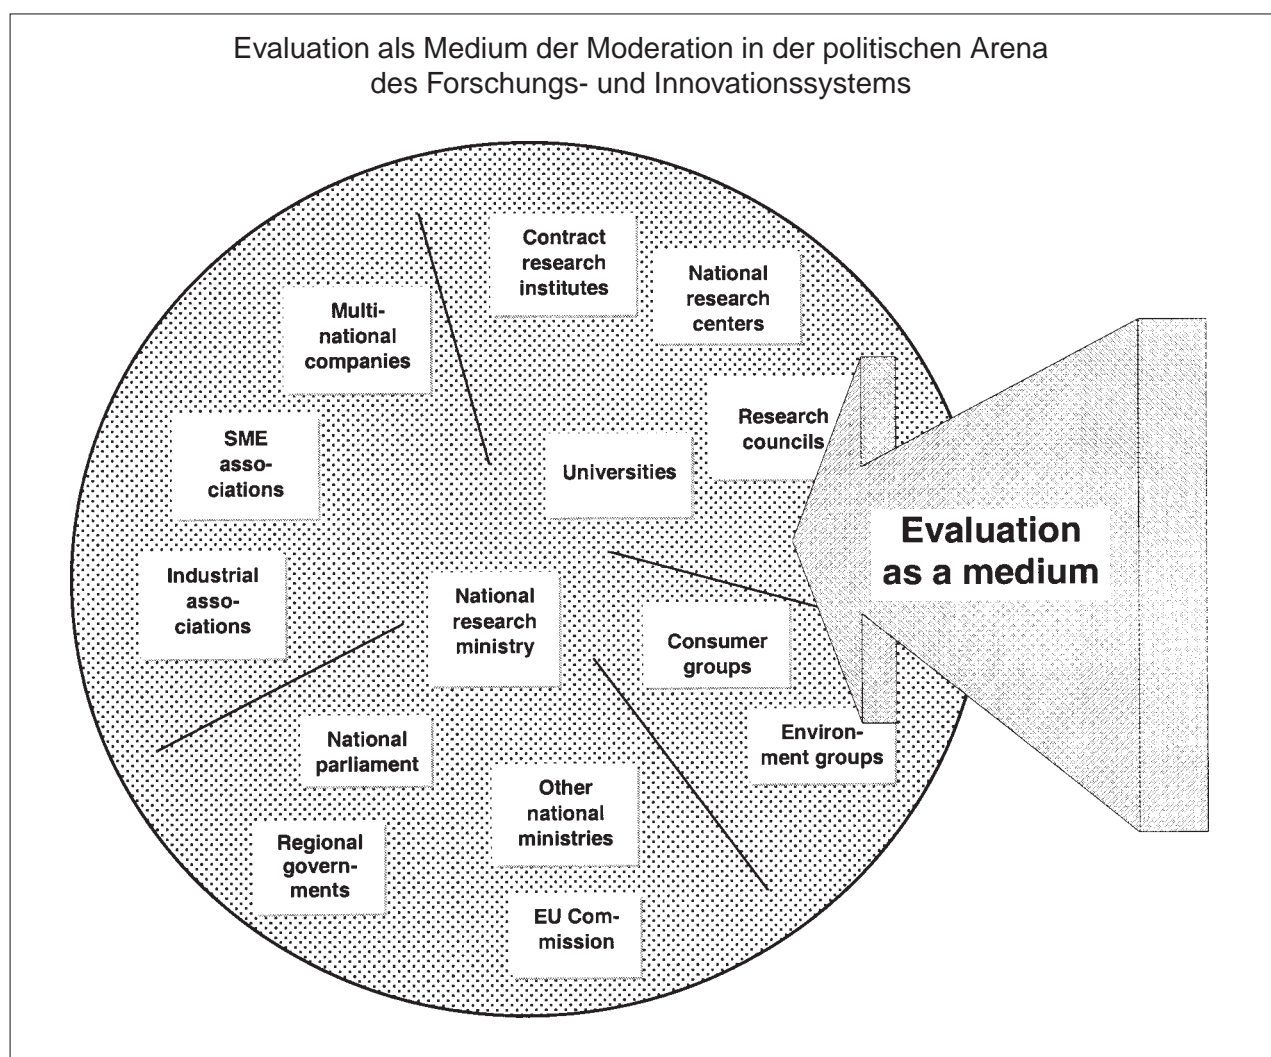 Evaluation als Medium der Moderation in der politischen Arena
des Forschungs- und Innovationssystems
Contract
research
institutes
National
research
centers
Multi-
national
companies
Research
councils
SME
asso-
ciations
Universities
Evaluation
as a medium
Industrial
asso-
ciations
National
research
ministry
Consumer
groups
National
parliament
Environ-
ment groups
Other
national
ministries
Regional
govern-
ments
EU Com-
mission